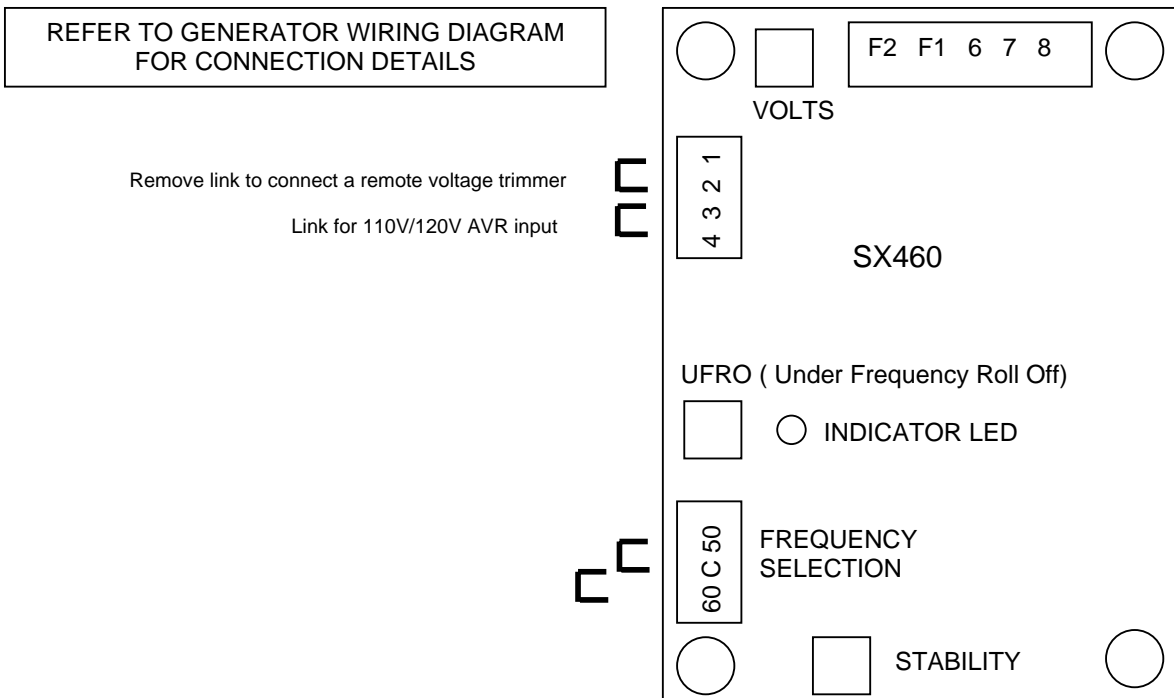 REFER TO GENERATOR WIRING DIAGRAM
FOR CONNECTION DETAILS
F2 F1 6 7 8
VOLTS
Remove link to connect a remote voltage trimmer
Link for 110V/120V AVR input
4 3 2 1
SX460
UFRO ( Under Frequency Roll Off)
INDICATOR LED
60 C 50
FREQUENCY
SELECTION
STABILITY